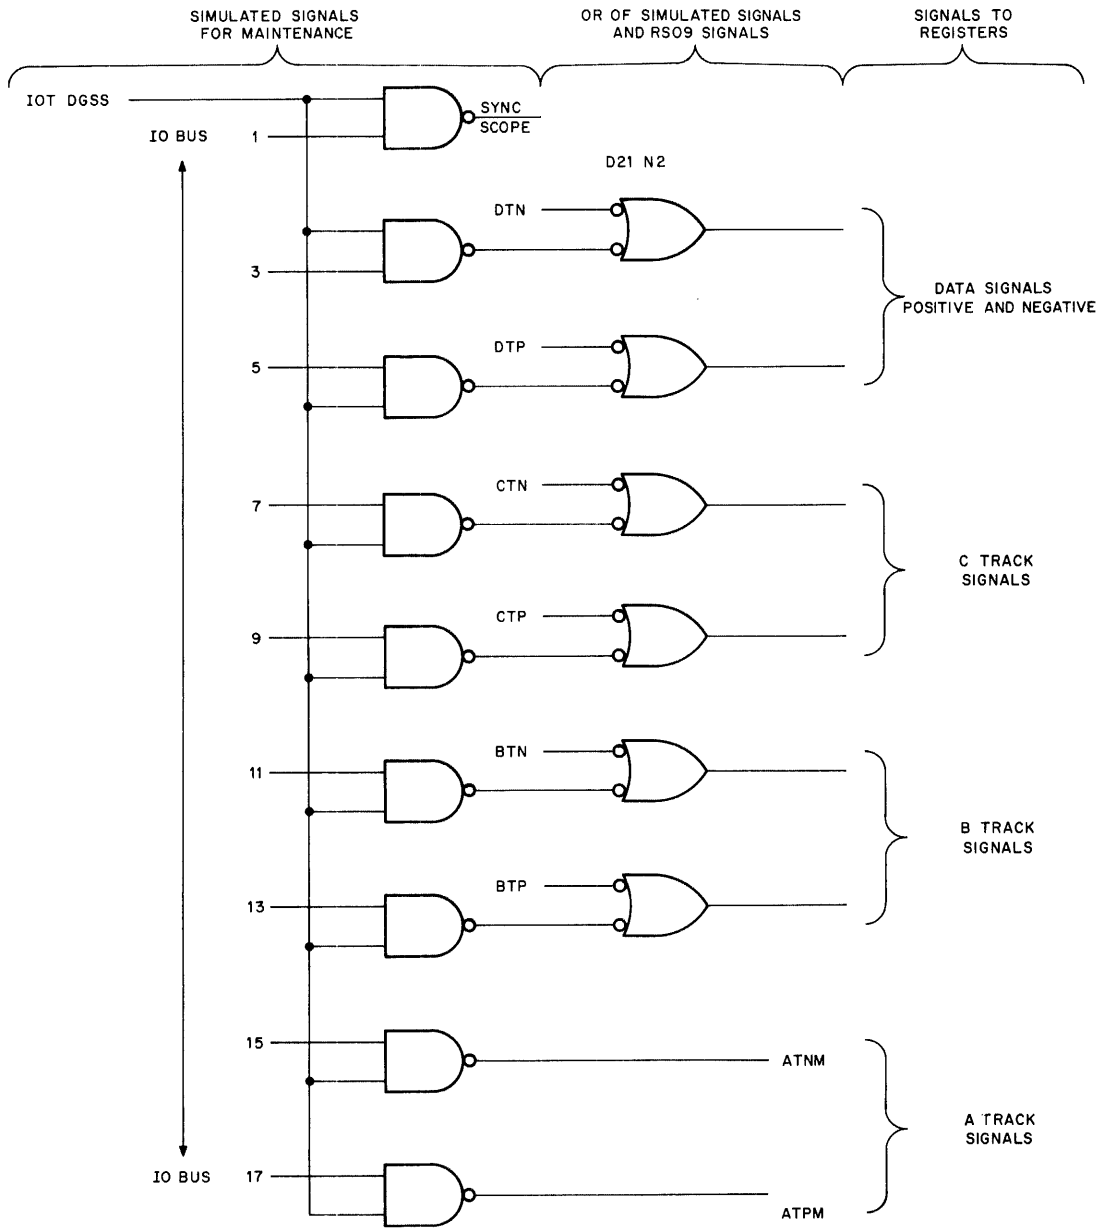 SIMULATED SIGNALS
FOR MAINTENANCE
OR OF SIMULATED SIGNALS
AND RS09 SIGNALS
SIGNALS TO
REGISTERS
IOT DGSS
IO BUS
1
SYNC
SCOPE
D21 N2
DTN
3
DATA SIGNALS
POSITIVE AND NEGATIVE
DTP
5
CTN
7
C TRACK
SIGNALS
CTP
9
BTN
11
B TRACK
SIGNALS
BTP
13
15
ATNM
A TRACK
SIGNALS
IO BUS
17
ATPM